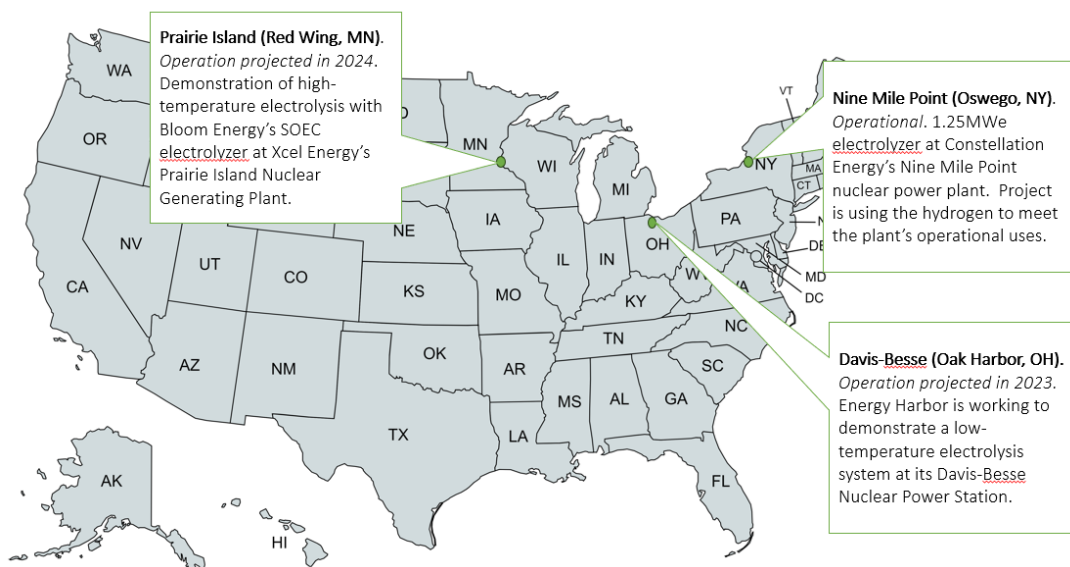 Prairie Island (Red Wing, MN).
Operation projected in 2024.
Demonstration of high-
temperature electrolysis with
Bloom Energy’s SOEC
electrolyzer at Xcel Energy’s
Prairie Island Nuclear
Generating Plant.
Nine Mile Point (Oswego, NY).
Operational. 1.25MWe
electrolyzer at Constellation
Energy’s Nine Mile Point
nuclear power plant.  Project
is using the hydrogen to meet
the plant’s operational uses.
Davis-Besse (Oak Harbor, OH).
Operation projected in 2023.
Energy Harbor is working to
demonstrate a low-
temperature electrolysis
system at its Davis-Besse
Nuclear Power Station.
WA
OR
CA
NV
UT
AZ
CO
NM
NE
KS
OK
TX
MN
IA
MO
AR
LA
WI
IL
MI
IN
OH
KY
TN
MS
AL
GA
FL
SC
NC
PA
NY
VT
MA
CT
MD
DC
AK
HI